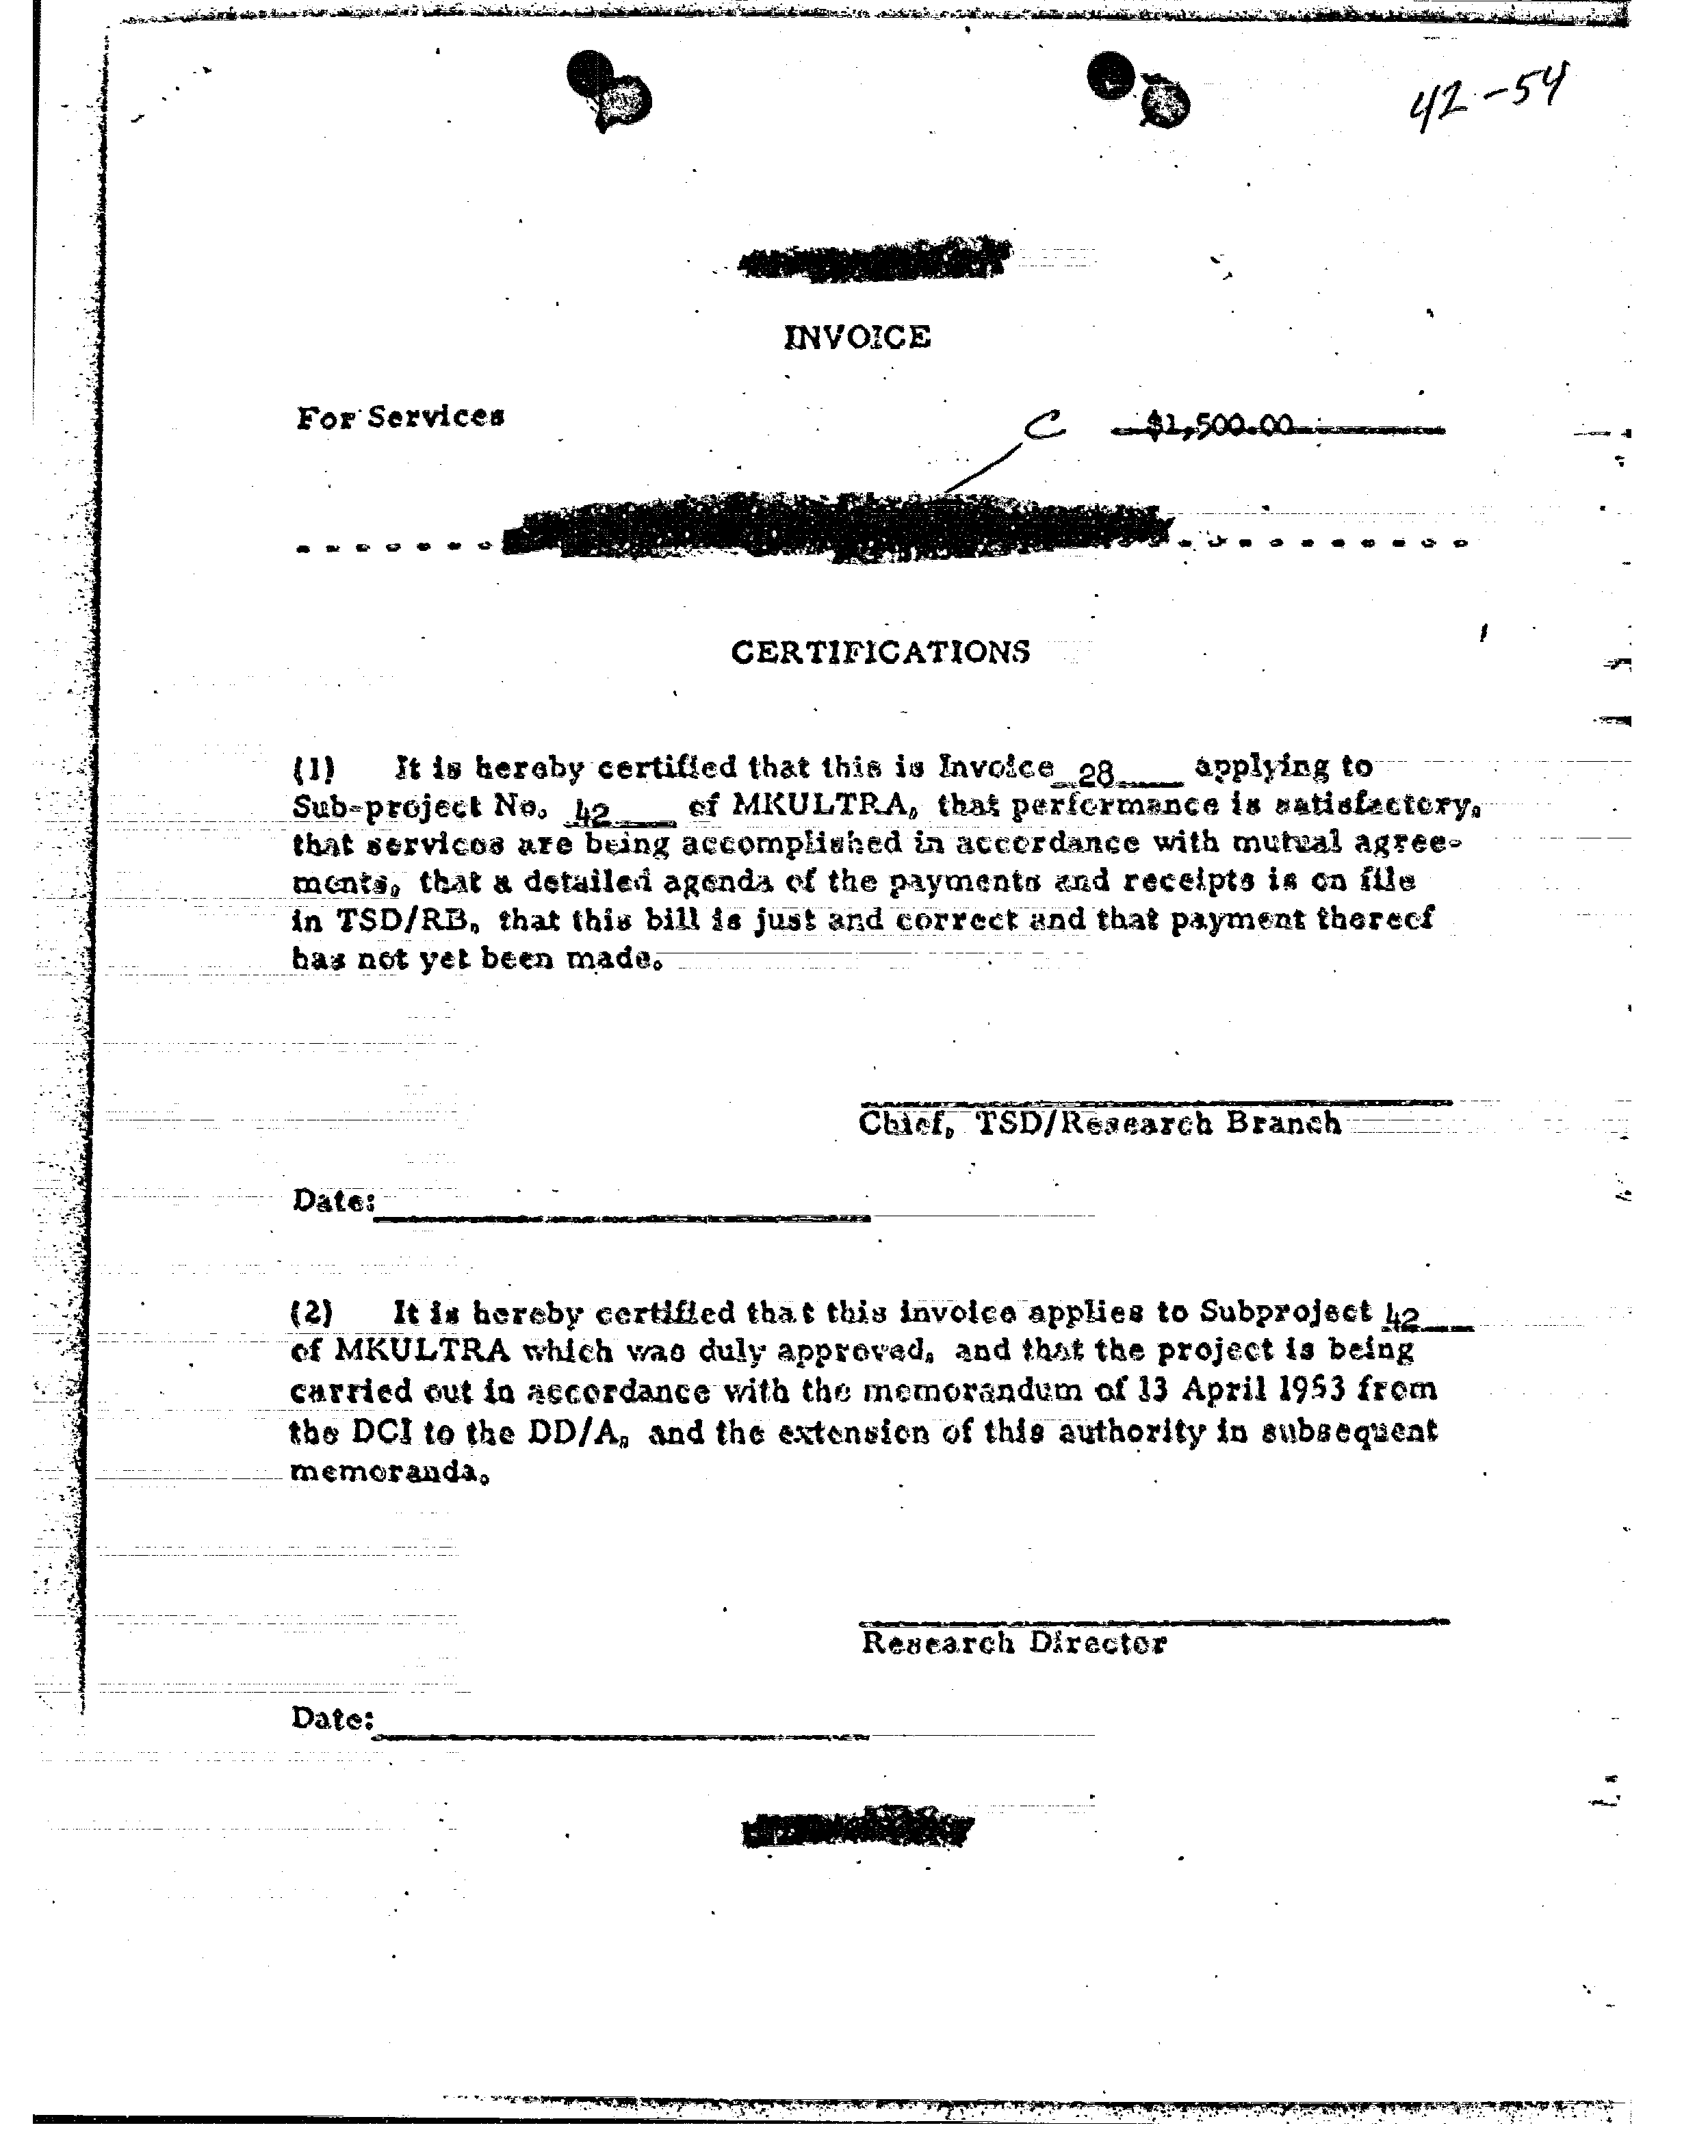 42-54
INVOICE
For Services
C $1,500.00
CERTIFICATIONS
(1) It is hereby certified that this is Invoice 28 applying to
Sub-project No. 42 of MKULTRA, that performance is satisfactory,
that services are being accomplished in accordance with mutual agree-
ments, that a detailed agenda of the payments and receipts is on file
in TSD/RB, that this bill is just and correct and that payment thereof
has not yet been made.
Chief, TSD/Research Branch
Date:
(2) It is hereby certified that this invoice applies to Subproject 42
of MKULTRA which was duly approved, and that the project is being
carried out in accordance with the memorandum of 13 April 1953 from
the DCI to the DD/A, and the extension of this authority in subsequent
memoranda.
Research Director
Date: